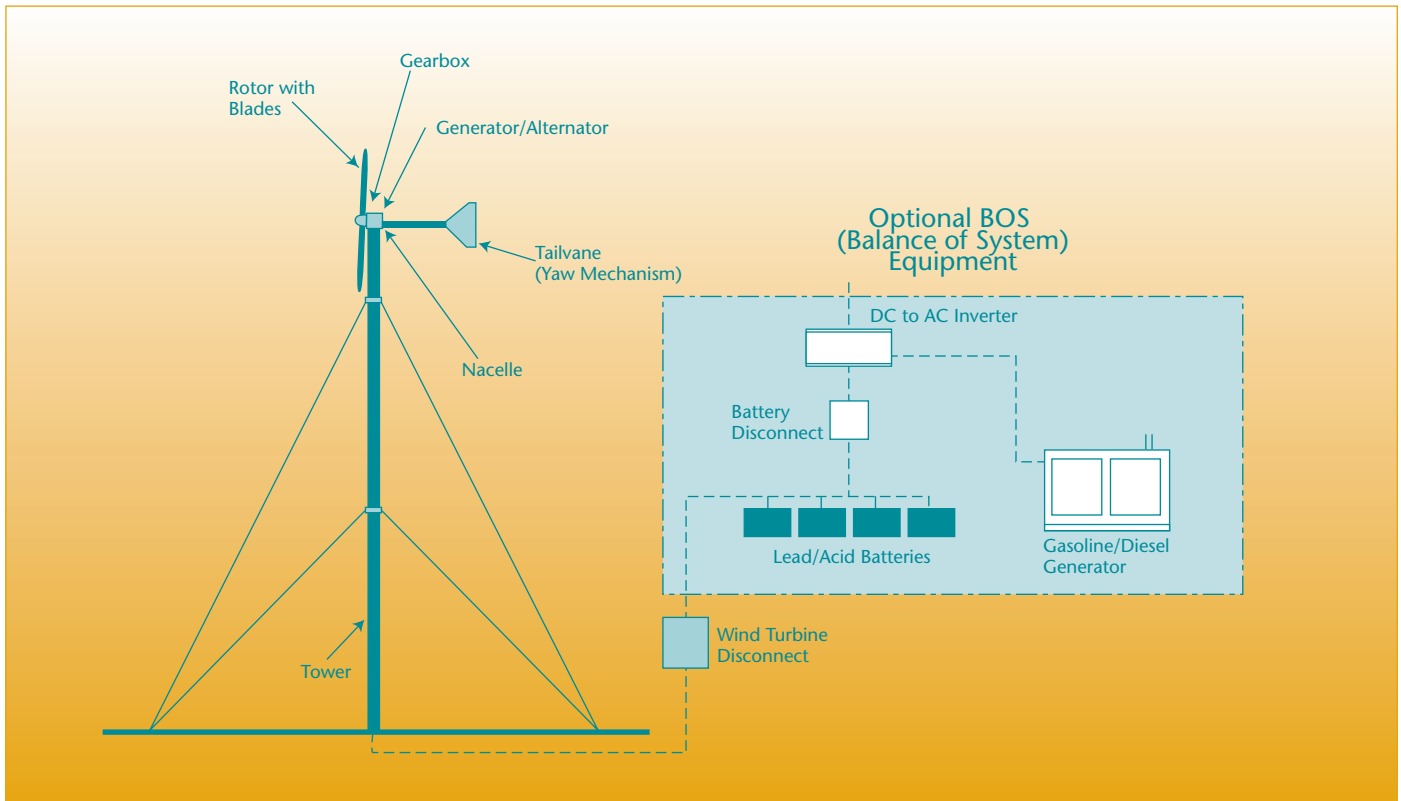 Gearbox
Rotor with
Blades
Generator/Alternator
Tailvane
(Yaw Mechanism)
Nacelle
Tower
Optional BOS
(Balance of System)
Equipment
DC to AC Inverter
Battery
Disconnect
Lead/Acid Batteries
Gasoline/Diesel
Generator
Wind Turbine
Disconnect